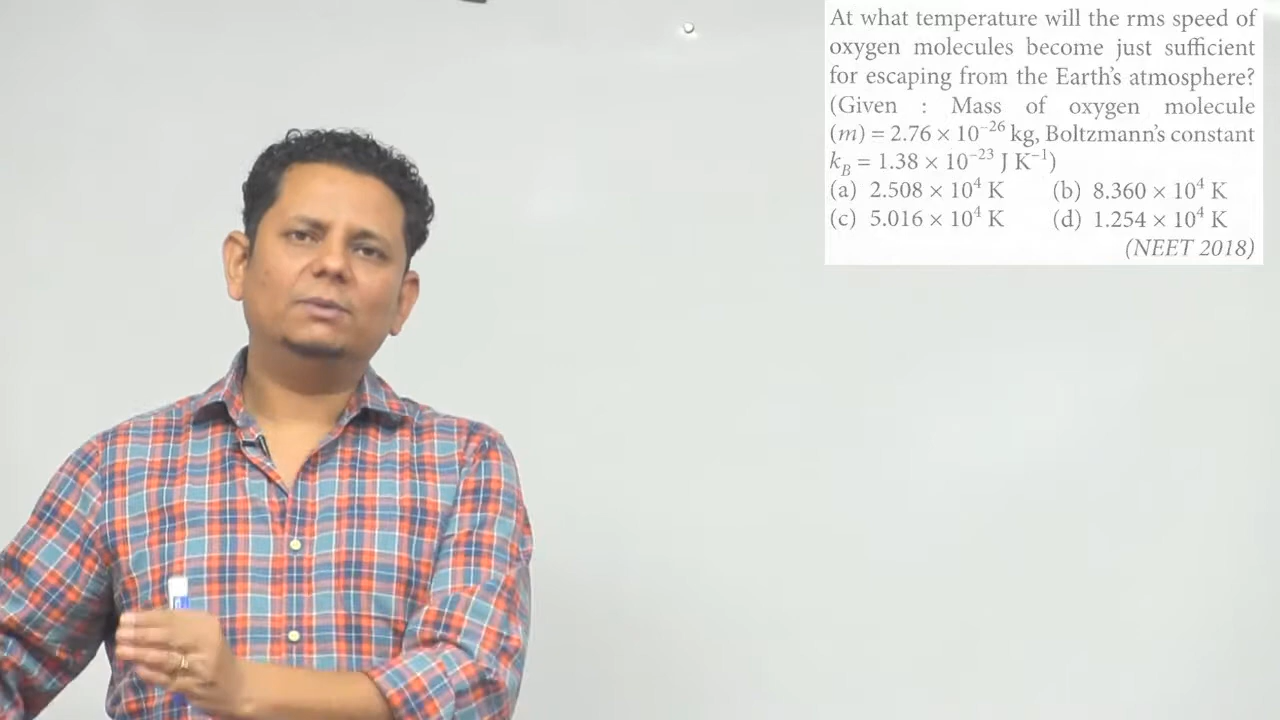 At what temperature will the rms speed of
oxygen molecules become just sufficient
for escaping from the Earth's atmosphere?
(Given : Mass of oxygen molecule
(m) = 2.76 × 10⁻²⁶ kg, Boltzmann's constant
k_B = 1.38 × 10⁻²³ J K⁻¹)
(a) 2.508 × 10⁴ K (b) 8.360 × 10⁴ K
(c) 5.016 × 10⁴ K (d) 1.254 × 10⁴ K
(NEET 2018)